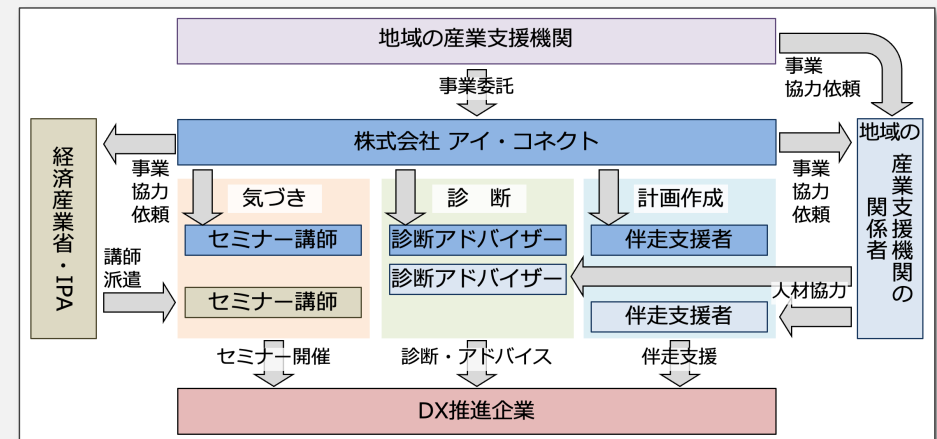 地域の産業支援機関
事業
協力依頼
事業委託
株式会社 アイ・コネクト
地域の
産業支援機関の
関係者
経済産業省・IPA
事業
協力
依頼
事業
協力
依頼
気づき
診　断
計画作成
セミナー講師
診断アドバイザー
伴走支援者
講師
派遣
診断アドバイザー
人材協力
セミナー講師
伴走支援者
セミナー開催
診断・アドバイス
伴走支援
DX推進企業